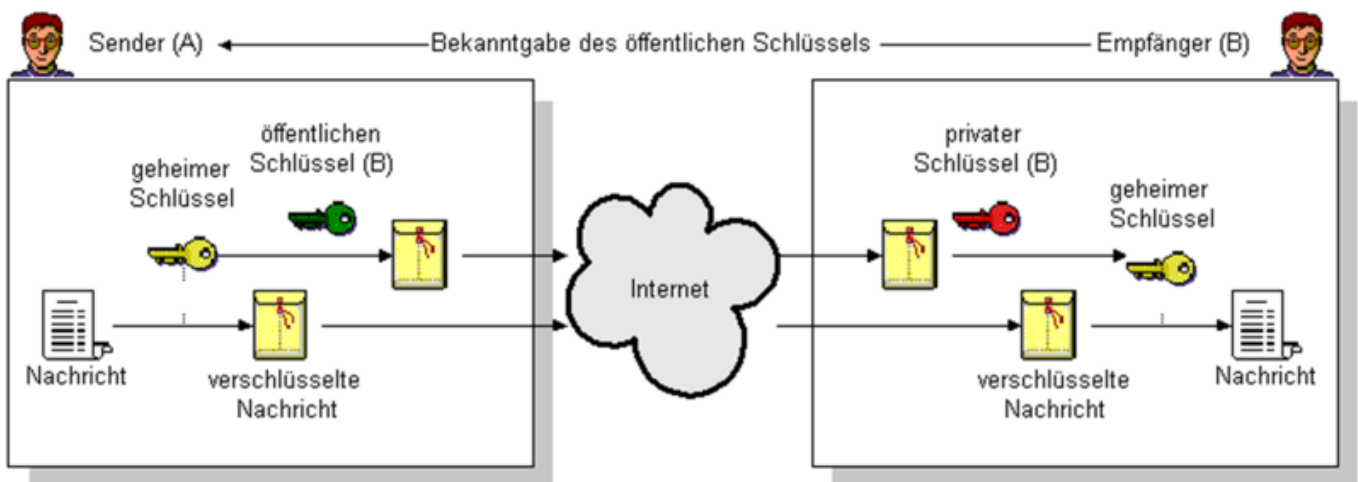 Sender (A)
Bekanntgabe des öffentlichen Schlüssels
Empfänger (B)
öffentlichen
Schlüssel (B)
geheimer
Schlüssel
privater
Schlüssel (B)
geheimer
Schlüssel
Internet
Nachricht
verschlüsselte
Nachricht
verschlüsselte
Nachricht
Nachricht